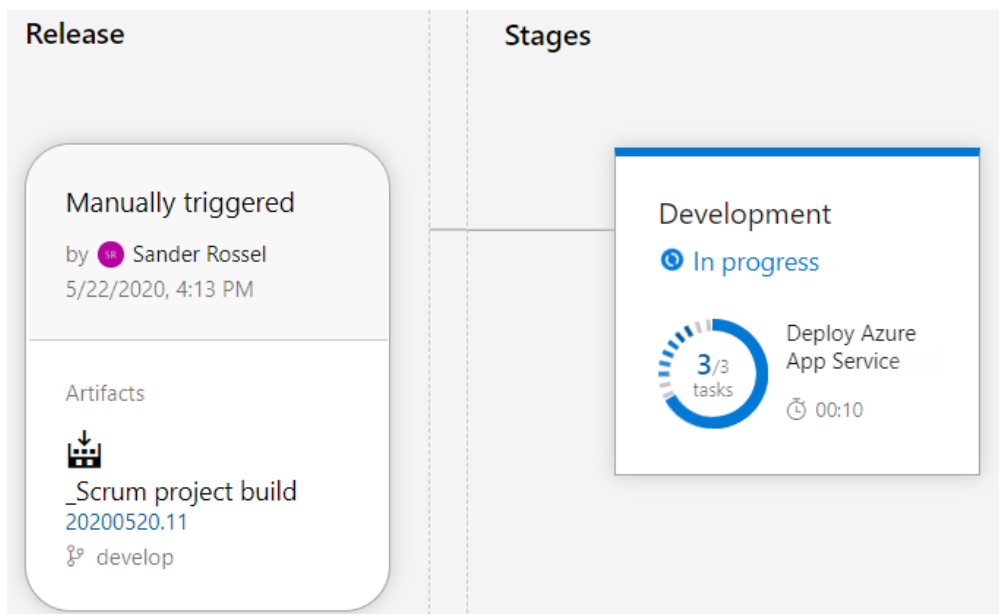 Release
Manually triggered
by SR Sander Rossel
5/22/2020, 4:13 PM
Artifacts
_Scrum project build
20200520.11
develop
Stages
Development
In progress
3/3
tasks
Deploy Azure
App Service
00:10